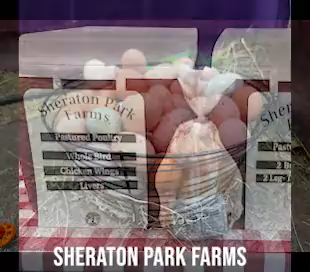 Sheraton Park
Farms
Pastured Poultry
Whole Bird
Chicken Wings
Livers
SHERATON PARK FARMS